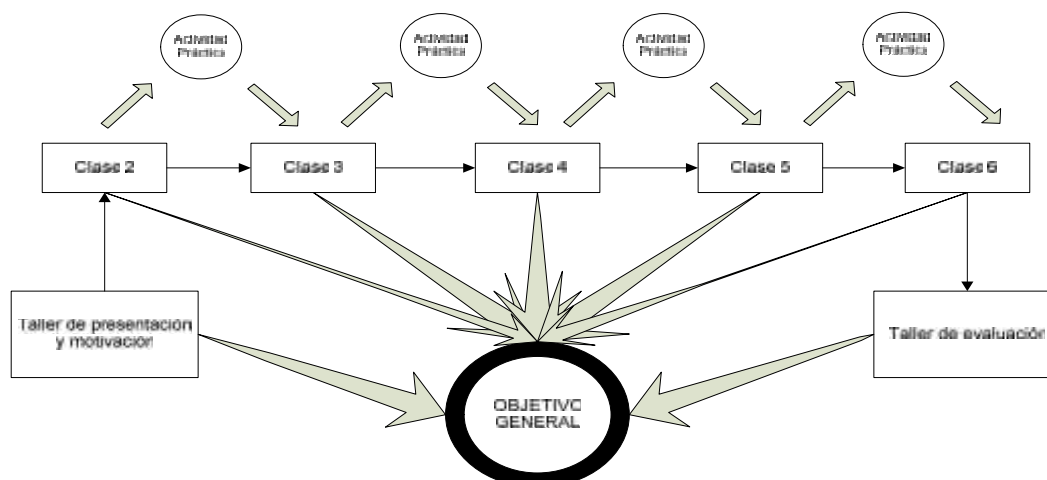 Actividad
Práctica
Actividad
Práctica
Actividad
Práctica
Actividad
Práctica
Clase 2
Clase 3
Clase 4
Clase 5
Clase 6
Taller de presentación
y motivación
Taller de evaluación
OBJETIVO
GENERAL